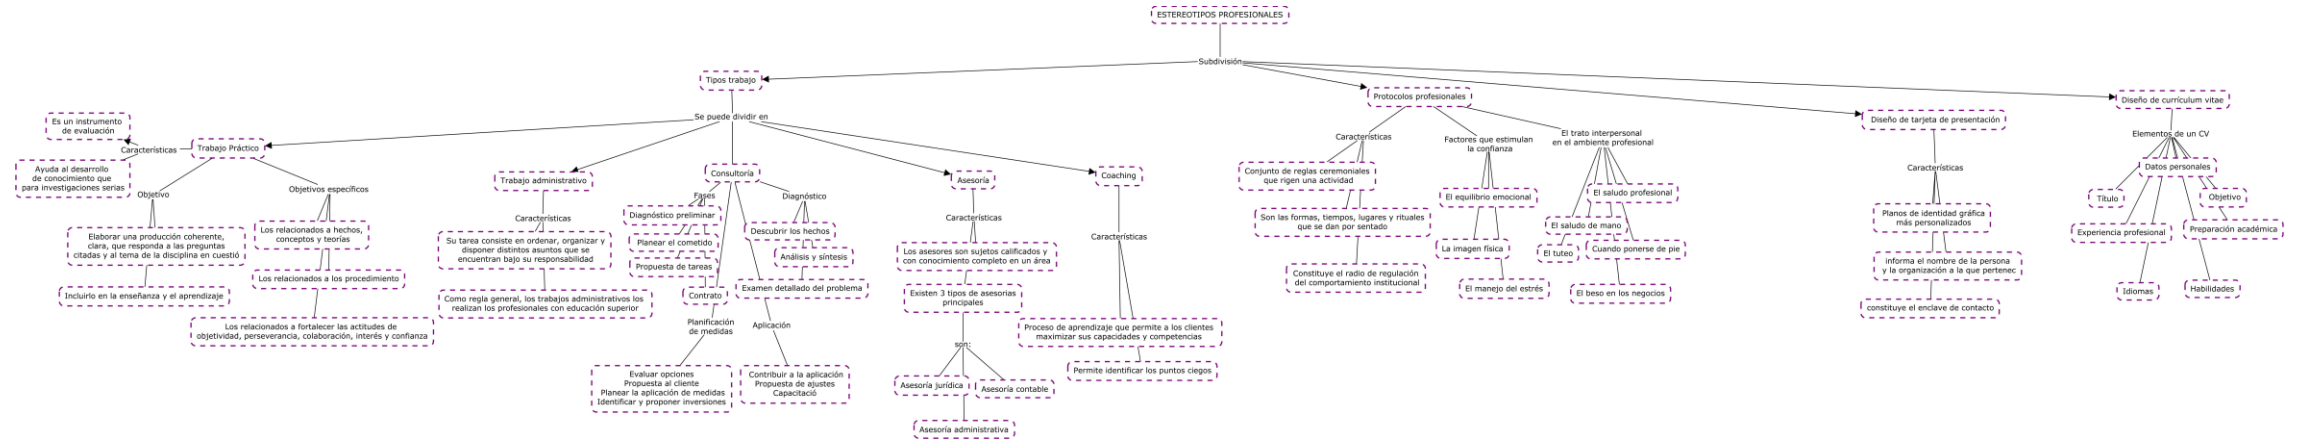 ESTEREOTIPOS PROFESIONALES
Subdivisión
Tipos trabajo
Se puede dividir en
Trabajo Práctico
Características
Es un instrumento
de evaluación
Ayuda al desarrollo
de conocimiento que
para investigaciones serias
Objetivo
Elaborar una producción coherente,
clara, que responda a las preguntas
citadas y al tema de la disciplina en cuestió
Incluirlo en la enseñanza y el aprendizaje
Objetivos específicos
Los relacionados a hechos,
conceptos y teorías
Los relacionados a los procedimiento
Los relacionados a fortalecer las actitudes de
objetividad, perseverancia, colaboración, interés y confianza
Trabajo administrativo
Características
Su tarea consiste en ordenar, organizar y
disponer distintos asuntos que se
encuentran bajo su responsabilidad
Como regla general, los trabajos administrativos los
realizan los profesionales con educación superior
Consultoría
Fases
Diagnóstico preliminar
Planear el cometido
Propuesta de tareas
Contrato
Planificación
de medidas
Evaluar opciones
Propuesta al cliente
Planear la aplicación de medidas
Identificar y proponer inversiones
Diagnóstico
Descubrir los hechos
Análisis y síntesis
Examen detallado del problema
Aplicación
Contribuir a la aplicación
Propuesta de ajustes
Capacitació
Asesoría
Características
Los asesores son sujetos calificados y
con conocimiento completo en un área
Existen 3 tipos de asesorias
principales
son:
Asesoría jurídica
Asesoría contable
Asesoría administrativa
Coaching
Características
Proceso de aprendizaje que permite a los clientes
maximizar sus capacidades y competencias
Permite identificar los puntos ciegos
Protocolos profesionales
Características
Conjunto de reglas ceremoniales
que rigen una actividad
Son las formas, tiempos, lugares y rituales
que se dan por sentado
Constituye el radio de regulación
del comportamiento institucional
Factores que estimulan
la confianza
El equilibrio emocional
La imagen física
El manejo del estrés
El trato interpersonal
en el ambiente profesional
El saludo profesional
El saludo de mano
El tuteo
Cuando ponerse de pie
El beso en los negocios
Diseño de tarjeta de presentación
Características
Planos de identidad gráfica
más personalizados
informa el nombre de la persona
y la organización a la que pertenec
constituye el enclave de contacto
Diseño de currículum vitae
Elementos de un CV
Datos personales
Título
Objetivo
Experiencia profesional
Preparación académica
Idiomas
Habilidades